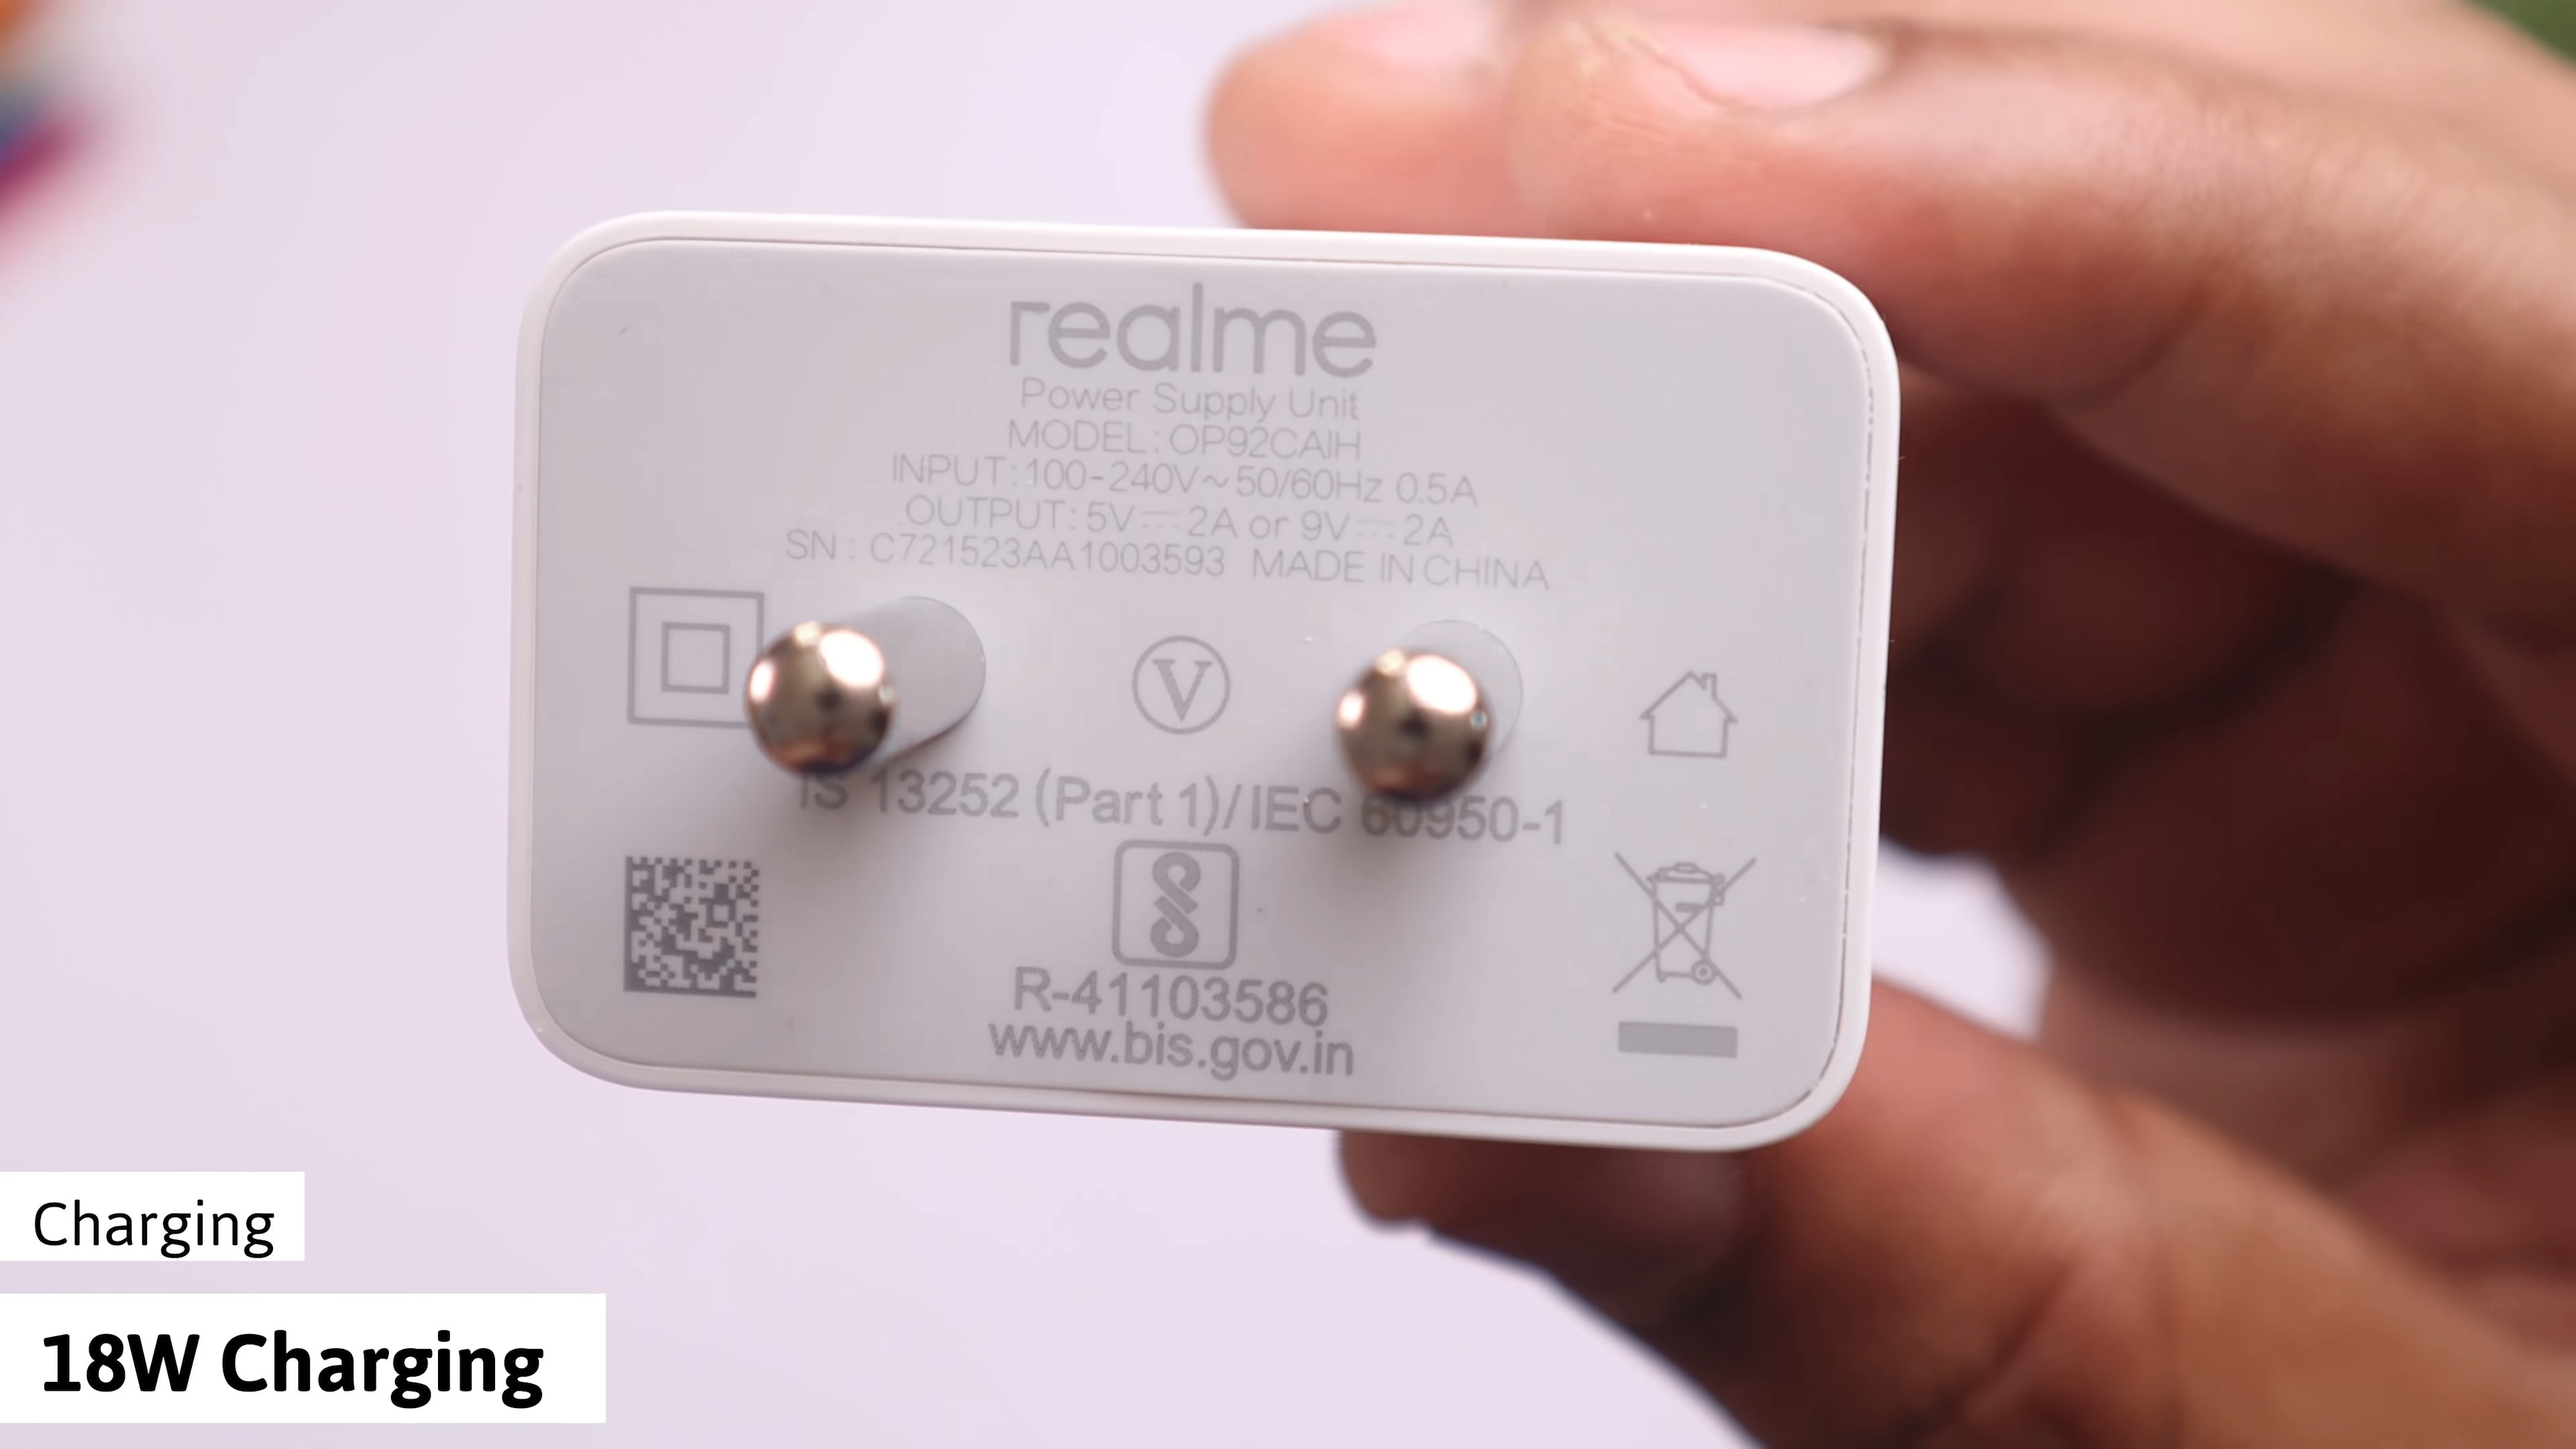 realme
Power Supply Unit
MODEL: OP92CAIH
INPUT: 100-240V~50/60Hz 0.5A
OUTPUT: 5V⎓2A or 9V⎓2A
SN : C721523AA1003593 MADE IN CHINA
V
IS 13252 (Part 1)/IEC 60950-1
R-41103586
www.bis.gov.in
Charging
18W Charging